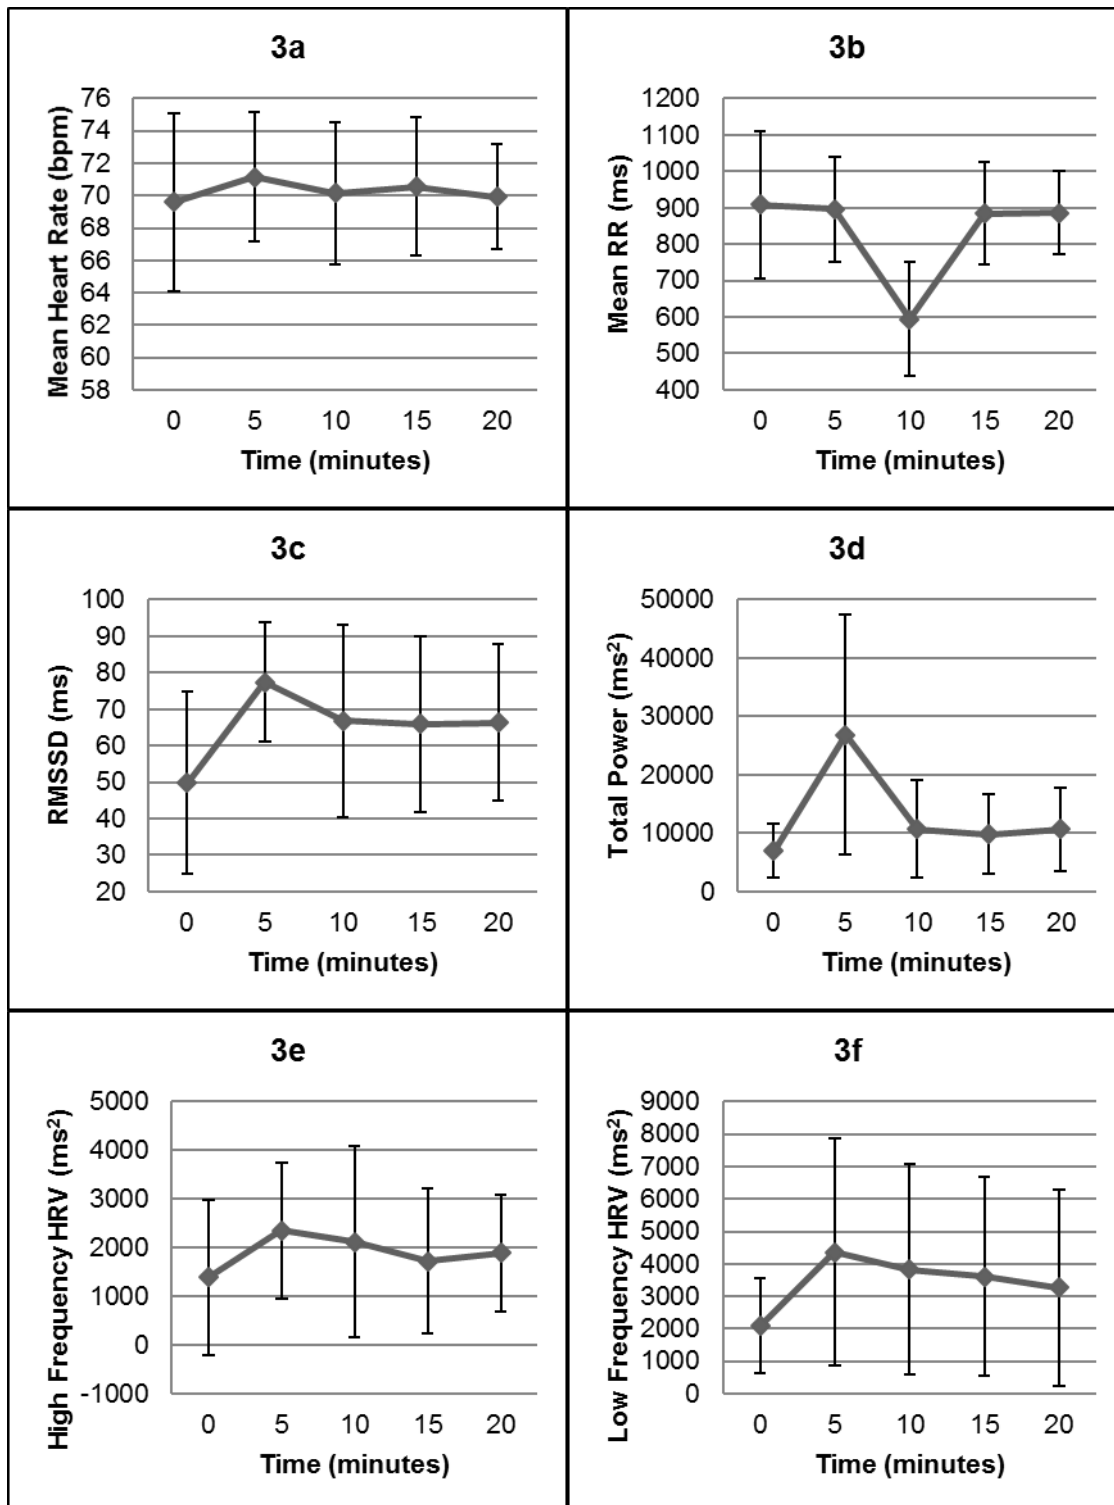 3a
Mean Heart Rate (bpm)
76
74
72
70
68
66
64
62
60
58
0 5 10 15 20
Time (minutes)
3b
Mean RR (ms)
1200
1100
1000
900
800
700
600
500
400
0 5 10 15 20
Time (minutes)
3c
RMSSD (ms)
100
90
80
70
60
50
40
30
20
0 5 10 15 20
Time (minutes)
3d
Total Power (ms²)
50000
40000
30000
20000
10000
0
0 5 10 15 20
Time (minutes)
3e
High Frequency HRV (ms²)
5000
4000
3000
2000
1000
0
-1000
0 5 10 15 20
Time (minutes)
3f
Low Frequency HRV (ms²)
9000
8000
7000
6000
5000
4000
3000
2000
1000
0
0 5 10 15 20
Time (minutes)